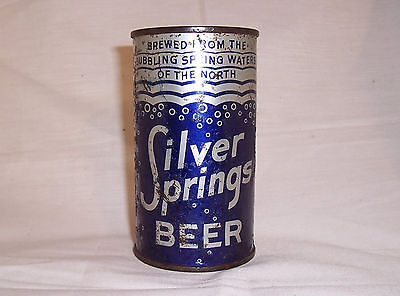 BREWED FROM THE
BUBBLING SPRING WATERS
OF THE NORTH
Silver
Springs
BEER